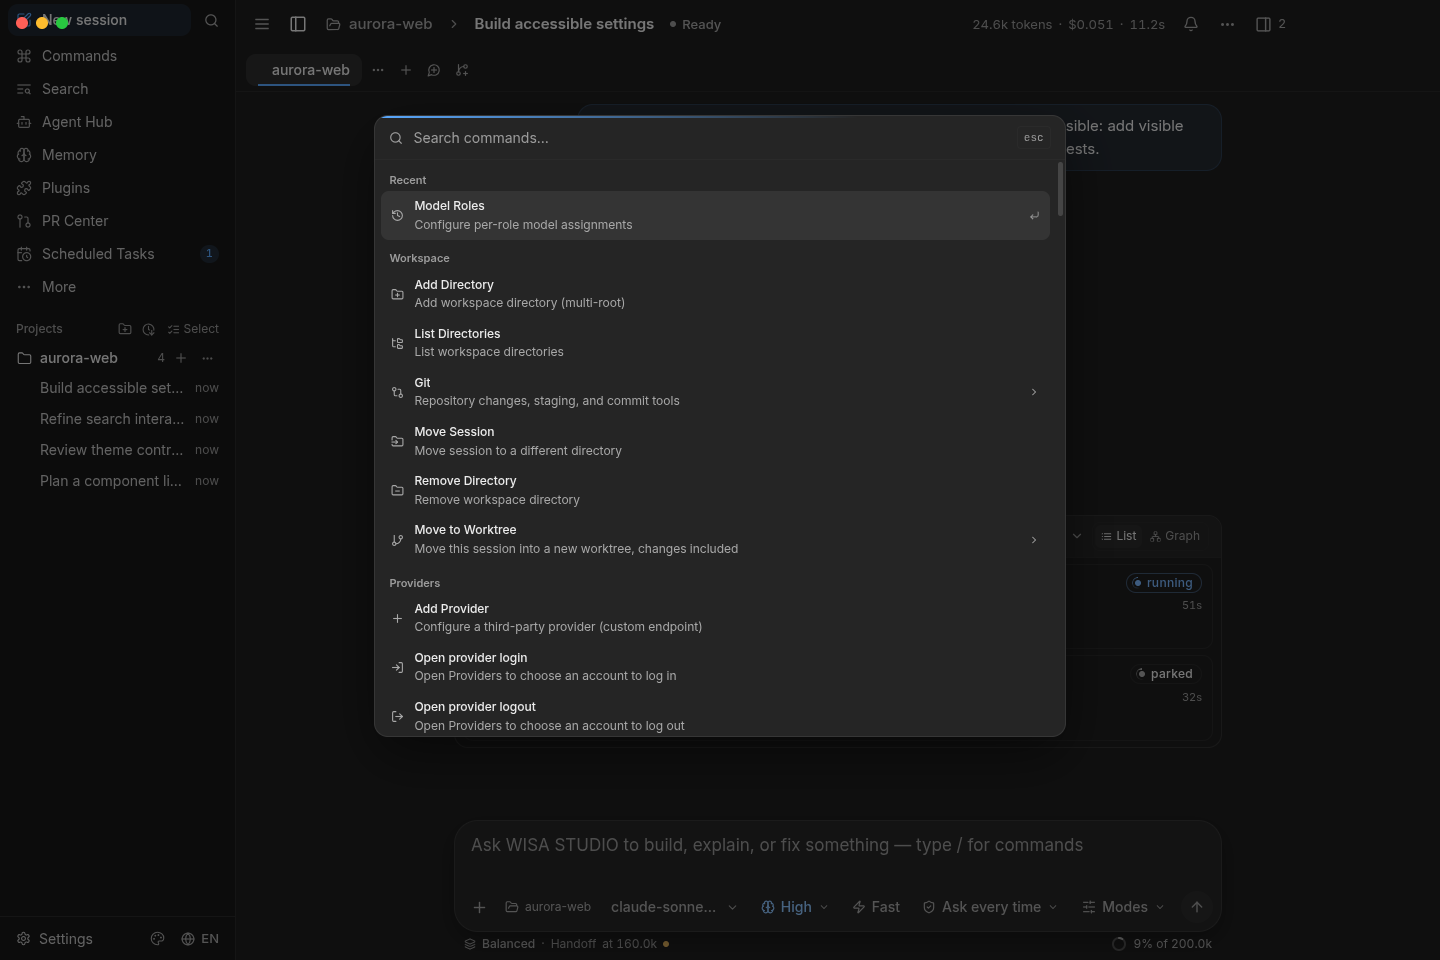 New session
Commands
Search
Agent Hub
Memory
Plugins
PR Center
Scheduled Tasks 1
More
Projects Select
aurora-web 4
Build accessible set... now
Refine search intera... now
Review theme contr... now
Plan a component li... now
Settings EN
aurora-web Build accessible settings Ready 24.6k tokens · $0.051 · 11.2s 2
aurora-web
sible: add visible
ests.
Search commands... esc
Recent
Model Roles
Configure per-role model assignments
Workspace
Add Directory
Add workspace directory (multi-root)
List Directories
List workspace directories
Git
Repository changes, staging, and commit tools
Move Session
Move session to a different directory
Remove Directory
Remove workspace directory
Move to Worktree
Move this session into a new worktree, changes included
Providers
Add Provider
Configure a third-party provider (custom endpoint)
Open provider login
Open Providers to choose an account to log in
Open provider logout
Open Providers to choose an account to log out
List Graph
running
51s
parked
32s
Ask WISA STUDIO to build, explain, or fix something — type / for commands
aurora-web claude-sonne... High Fast Ask every time Modes
Balanced · Handoff at 160.0k 9% of 200.0k